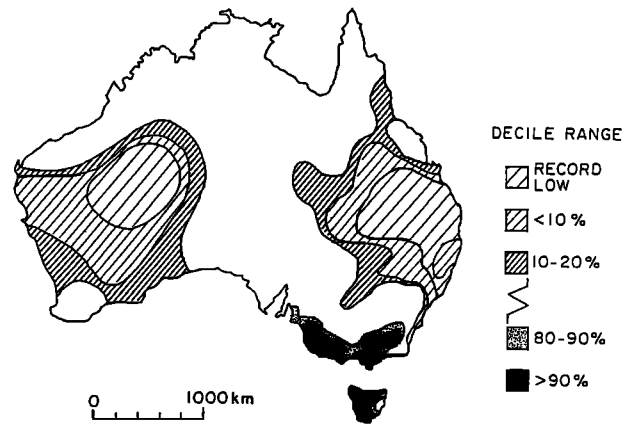 DECILE RANGE
RECORD
LOW
<10%
10-20%
80-90%
>90%
0 1000km